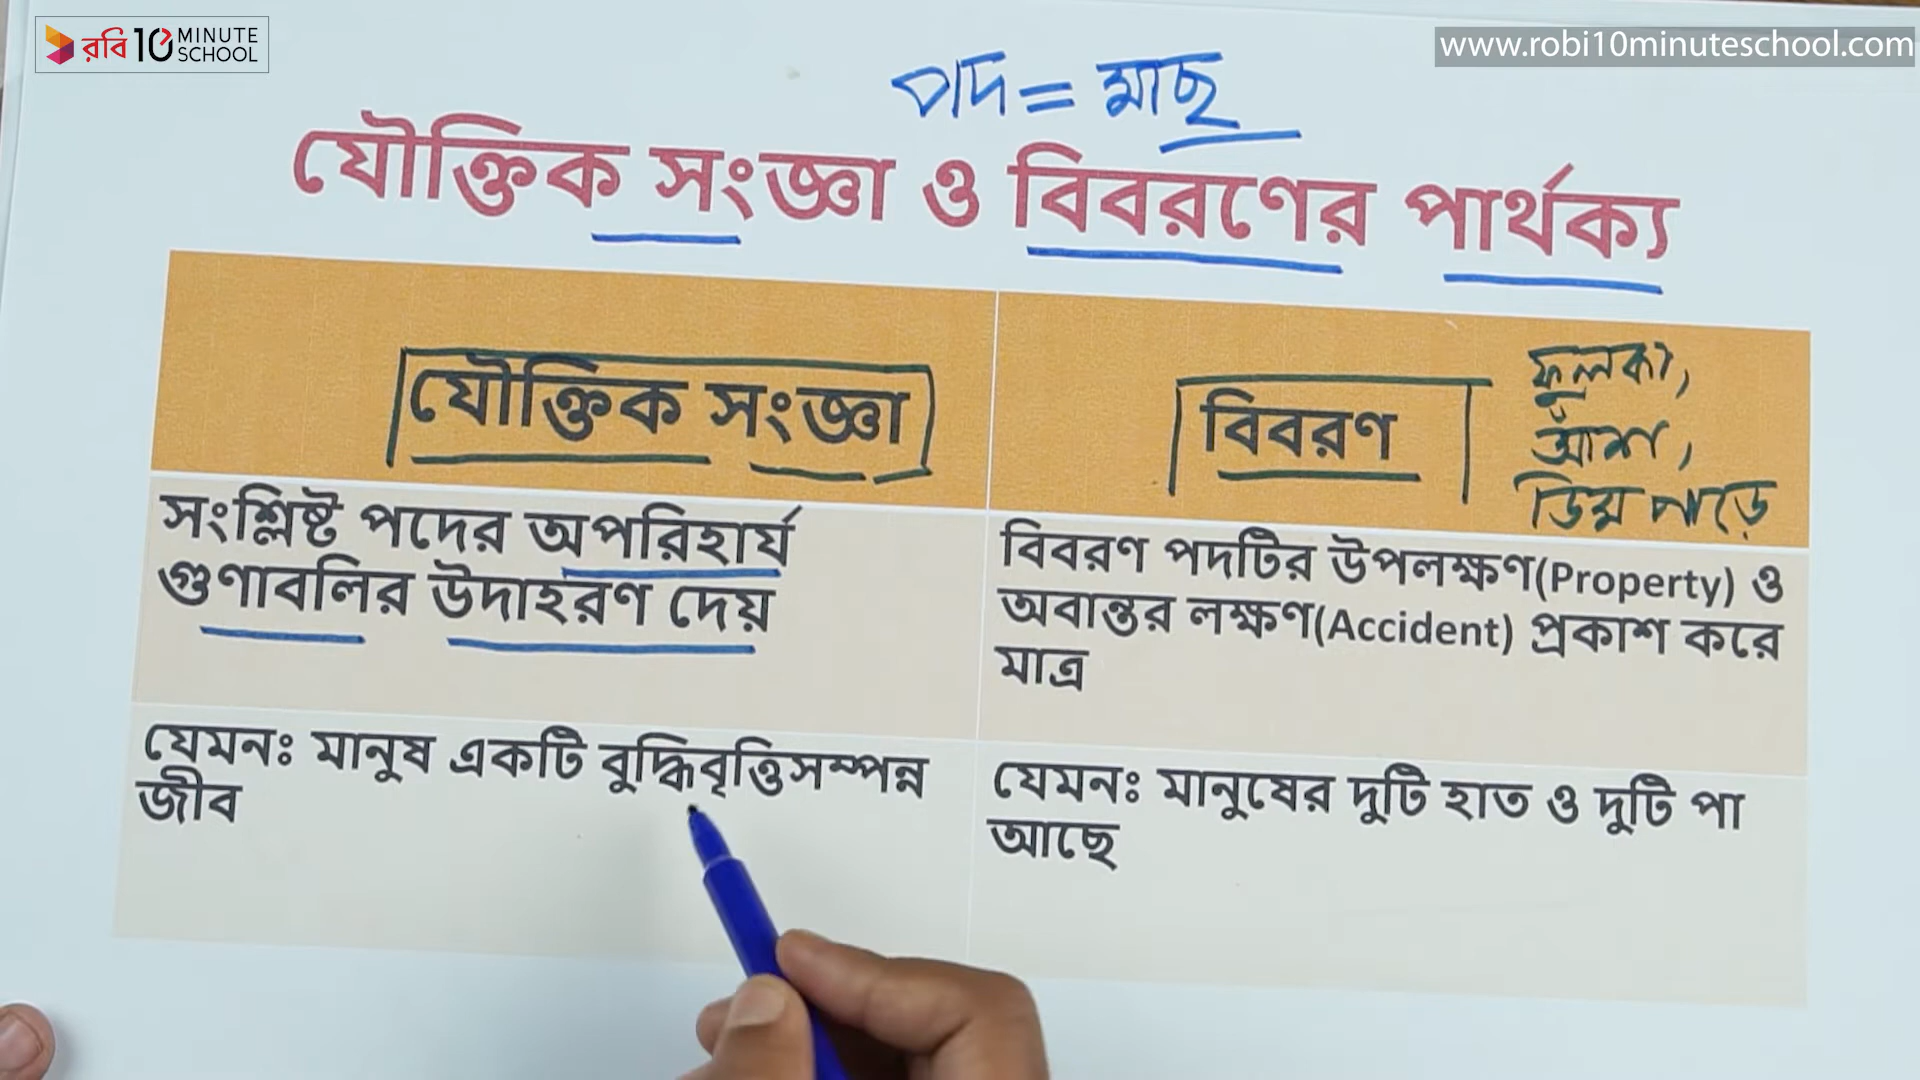 রবি 10 MINUTE SCHOOL
www.robi10minuteschool.com
পদ = মাছ
যৌক্তিক সংজ্ঞা ও বিবরণের পার্থক্য
যৌক্তিক সংজ্ঞা
বিবরণ
ফুলকা,
আঁশ,
ডিম পাড়ে
সংশ্লিষ্ট পদের অপরিহার্য
গুণাবলির উদাহরণ দেয়
বিবরণ পদটির উপলক্ষণ(Property) ও
অবান্তর লক্ষণ(Accident) প্রকাশ করে
মাত্র
যেমনঃ মানুষ একটি বুদ্ধিবৃত্তিসম্পন্ন
জীব
যেমনঃ মানুষের দুটি হাত ও দুটি পা
আছে